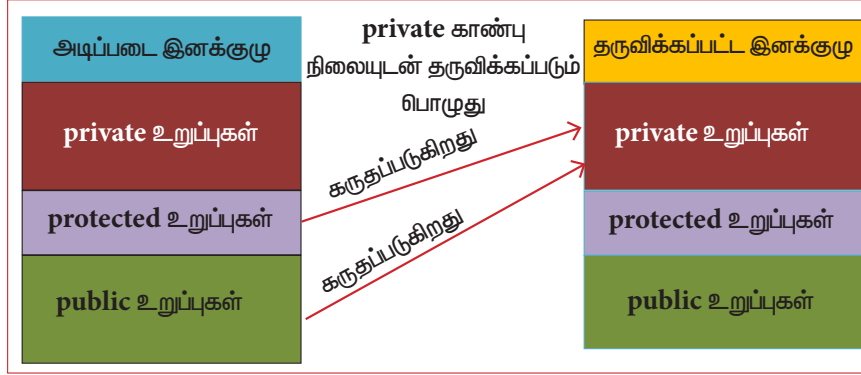 அடிப்படை இனக்குழு
private உறுப்புகள்
protected உறுப்புகள்
public உறுப்புகள்
private காண்பு
நிலையுடன் தருவிக்கப்படும்
பொழுது
கருதப்படுகிறது
கருதப்படுகிறது
தருவிக்கப்பட்ட இனக்குழு
private உறுப்புகள்
protected உறுப்புகள்
public உறுப்புகள்